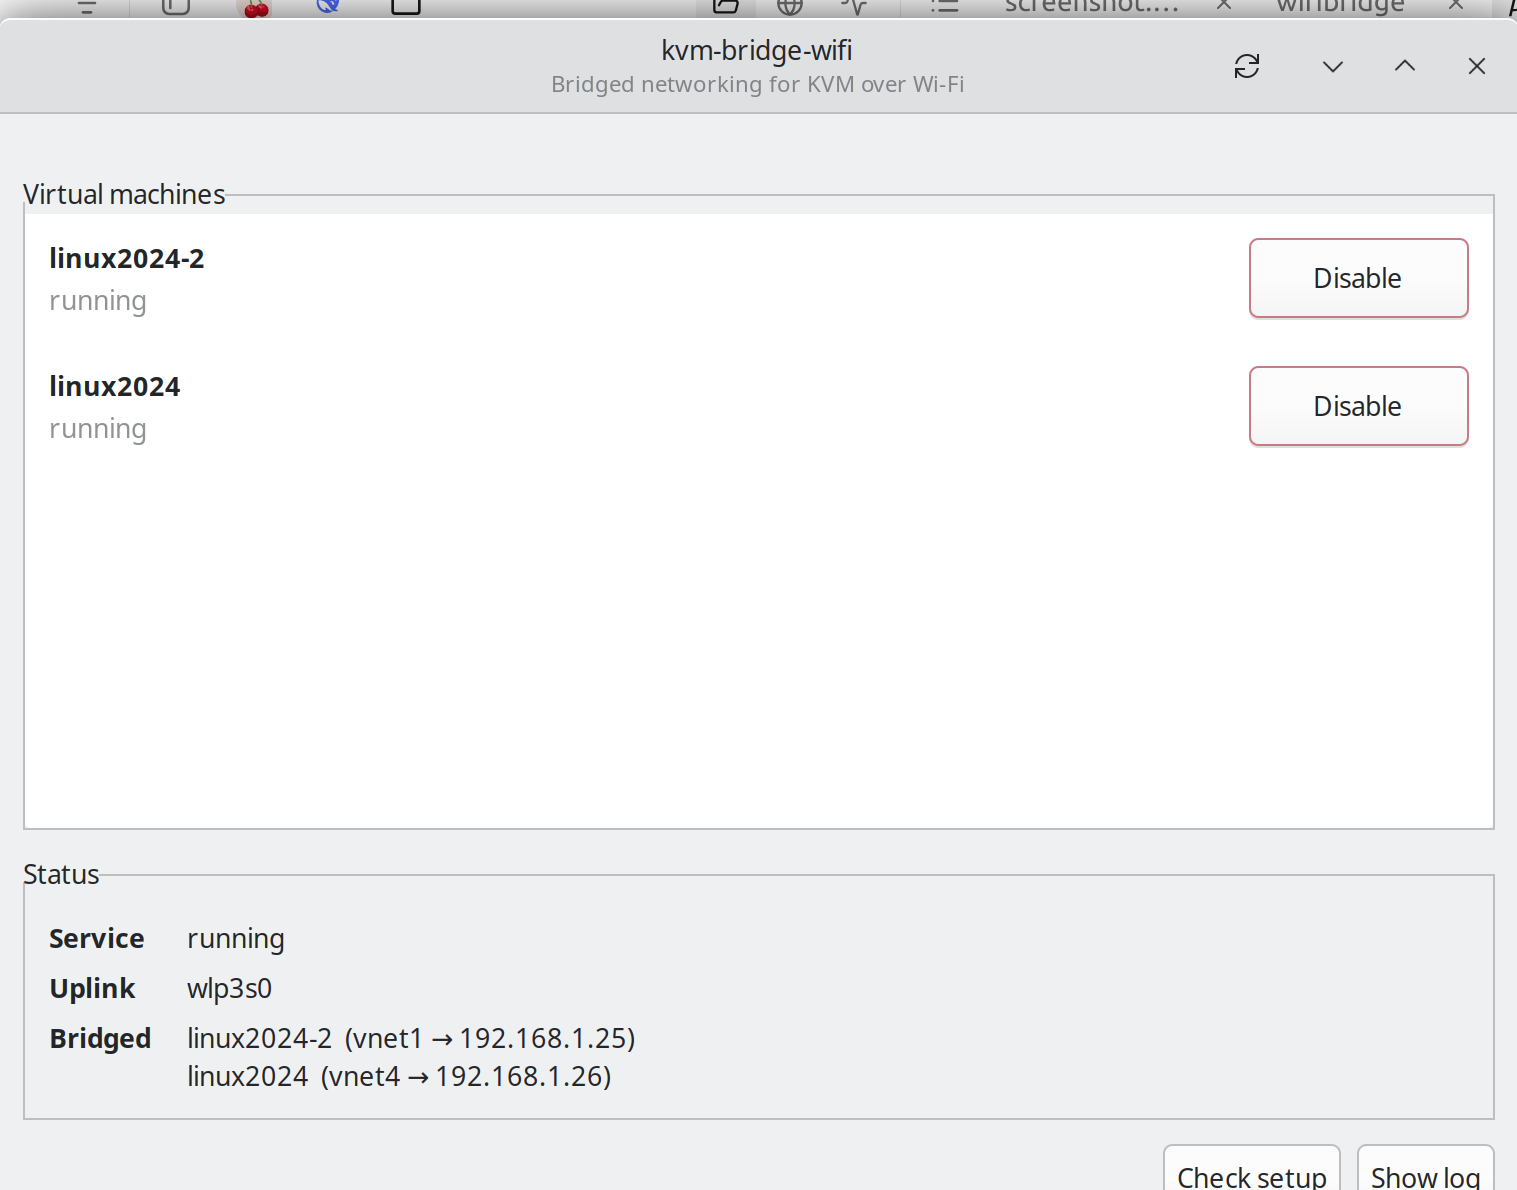 screenshot.... wifibridge
kvm-bridge-wifi
Bridged networking for KVM over Wi-Fi
Virtual machines
linux2024-2
running
Disable
linux2024
running
Disable
Status
Service running
Uplink wlp3s0
Bridged linux2024-2 (vnet1 → 192.168.1.25)
linux2024 (vnet4 → 192.168.1.26)
Check setup Show log